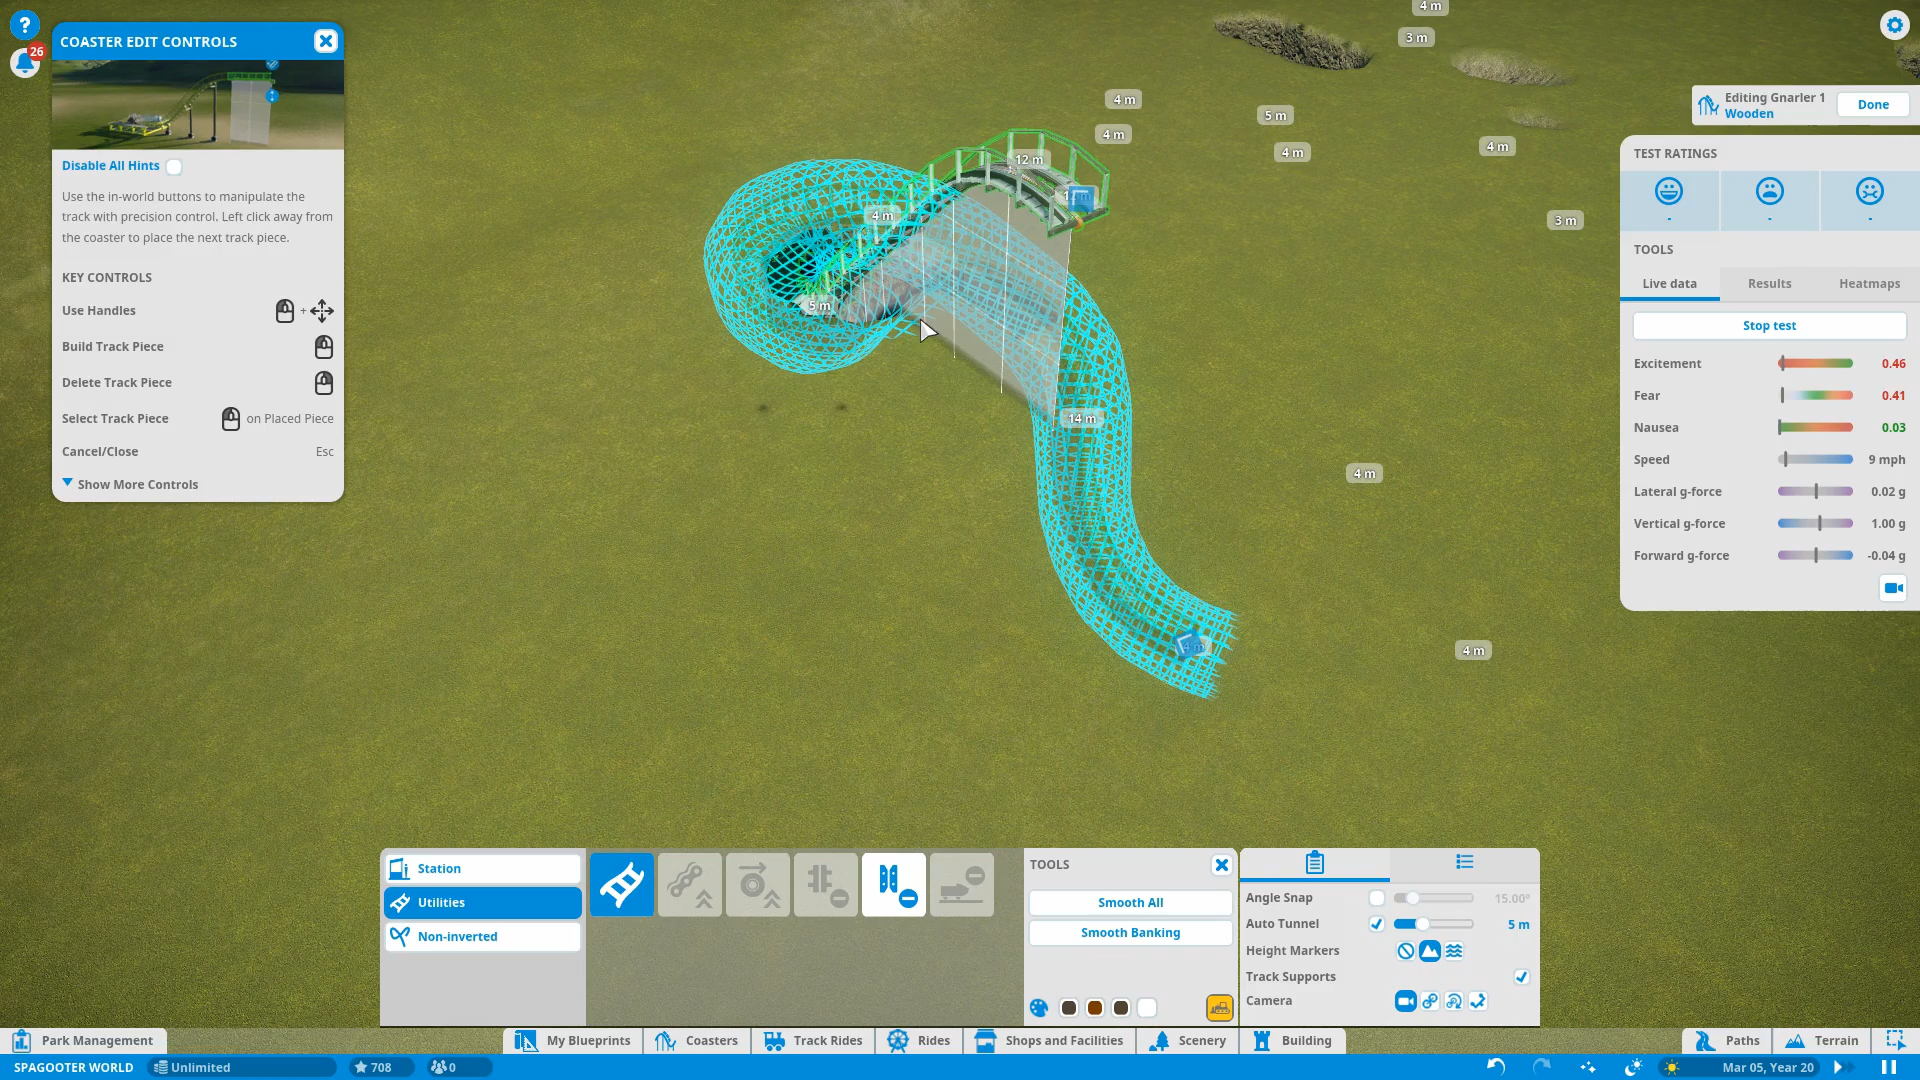 ?
26
COASTER EDIT CONTROLS
Disable All Hints
Use the in-world buttons to manipulate the
track with precision control. Left click away from
the coaster to place the next track piece.
KEY CONTROLS
Use Handles
+
Build Track Piece
Delete Track Piece
Select Track Piece
on Placed Piece
Cancel/Close
Esc
Show More Controls
4 m
3 m
4 m
5 m
4 m
4 m
4 m
12 m
4 m
3 m
5 m
14 m
4 m
4 m
4 m
Editing Gnarler 1
Wooden
Done
TEST RATINGS
-
-
-
TOOLS
Live data
Results
Heatmaps
Stop test
Excitement
0.46
Fear
0.41
Nausea
0.03
Speed
9 mph
Lateral g-force
0.02 g
Vertical g-force
1.00 g
Forward g-force
-0.04 g
Station
Utilities
Non-inverted
TOOLS
Smooth All
Smooth Banking
Angle Snap
15.00°
Auto Tunnel
5 m
Height Markers
Track Supports
Camera
Park Management
My Blueprints
Coasters
Track Rides
Rides
Shops and Facilities
Scenery
Building
Paths
Terrain
SPAGOOTER WORLD
Unlimited
708
0
Mar 05, Year 20